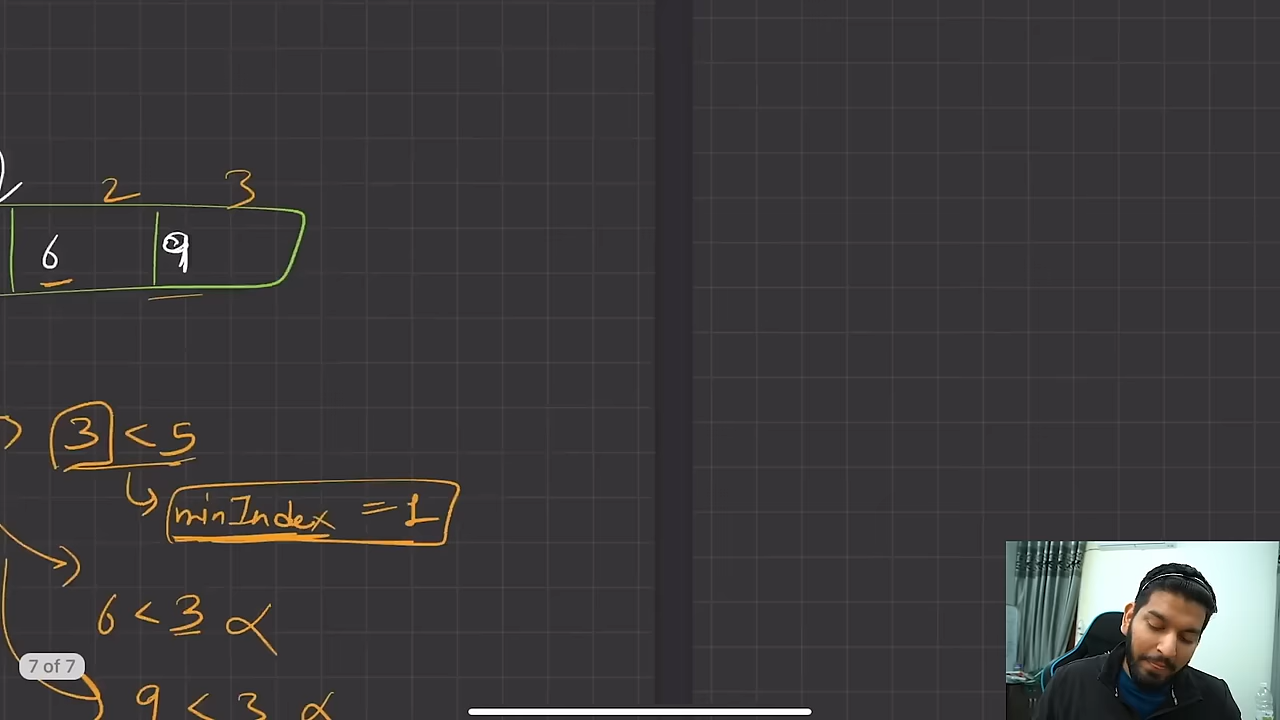 2 3
6 9
3 < 5
minIndex = 1
6 < 3 x
7 of 7
9 < 3 x